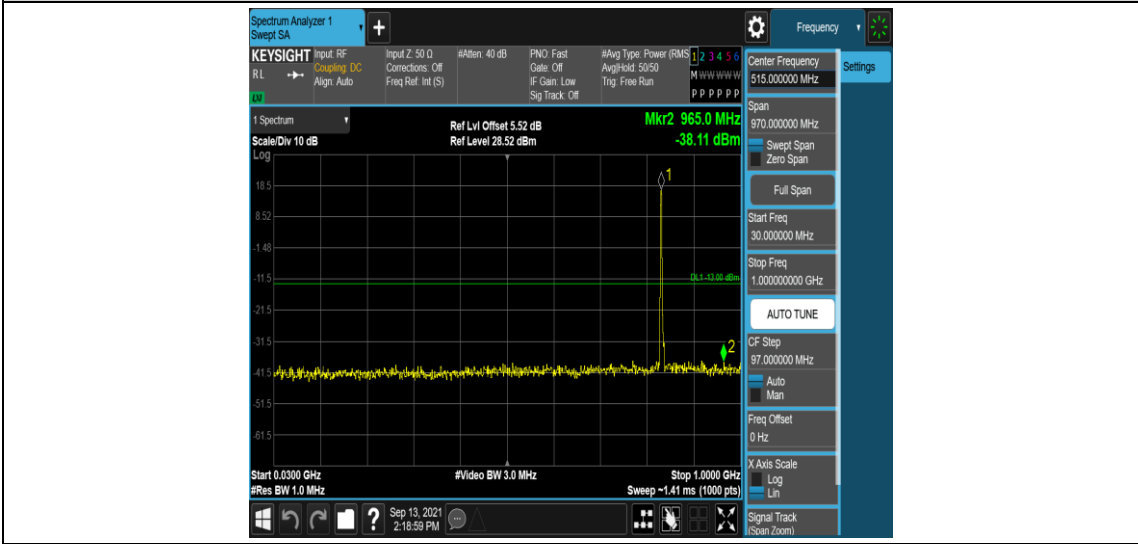 Spectrum Analyzer 1
Swept SA
+
Frequency
KEYSIGHT
RL
LM
Input: RF
Coupling: DC
Align: Auto
Input Z: 50 Ω
Corrections: Off
Freq Ref: Int (S)
#Atten: 40 dB
PNO: Fast
Gate: Off
IF Gain: Low
Sig Track: Off
#Avg Type: Power (RMS
Avg|Hold: 50/50
Trig: Free Run
1 2 3 4 5 6
M W W W W W
P P P P P P
1 Spectrum
Scale/Div 10 dB
Log
Ref Lvl Offset 5.52 dB
Ref Level 28.52 dBm
Mkr2 965.0 MHz
-38.11 dBm
1
18.5
8.52
-1.48
-11.5
DL1 -13.00 dBm
-21.5
-31.5
2
-41.5
-51.5
-61.5
Start 0.0300 GHz
#Res BW 1.0 MHz
#Video BW 3.0 MHz
Stop 1.0000 GHz
Sweep ~1.41 ms (1000 pts)
?
Sep 13, 2021
2:18:59 PM
Center Frequency
515.000000 MHz
Settings
Span
970.000000 MHz
Swept Span
Zero Span
Full Span
Start Freq
30.000000 MHz
Stop Freq
1.000000000 GHz
AUTO TUNE
CF Step
97.000000 MHz
Auto
Man
Freq Offset
0 Hz
X Axis Scale
Log
Lin
Signal Track
(Span Zoom)